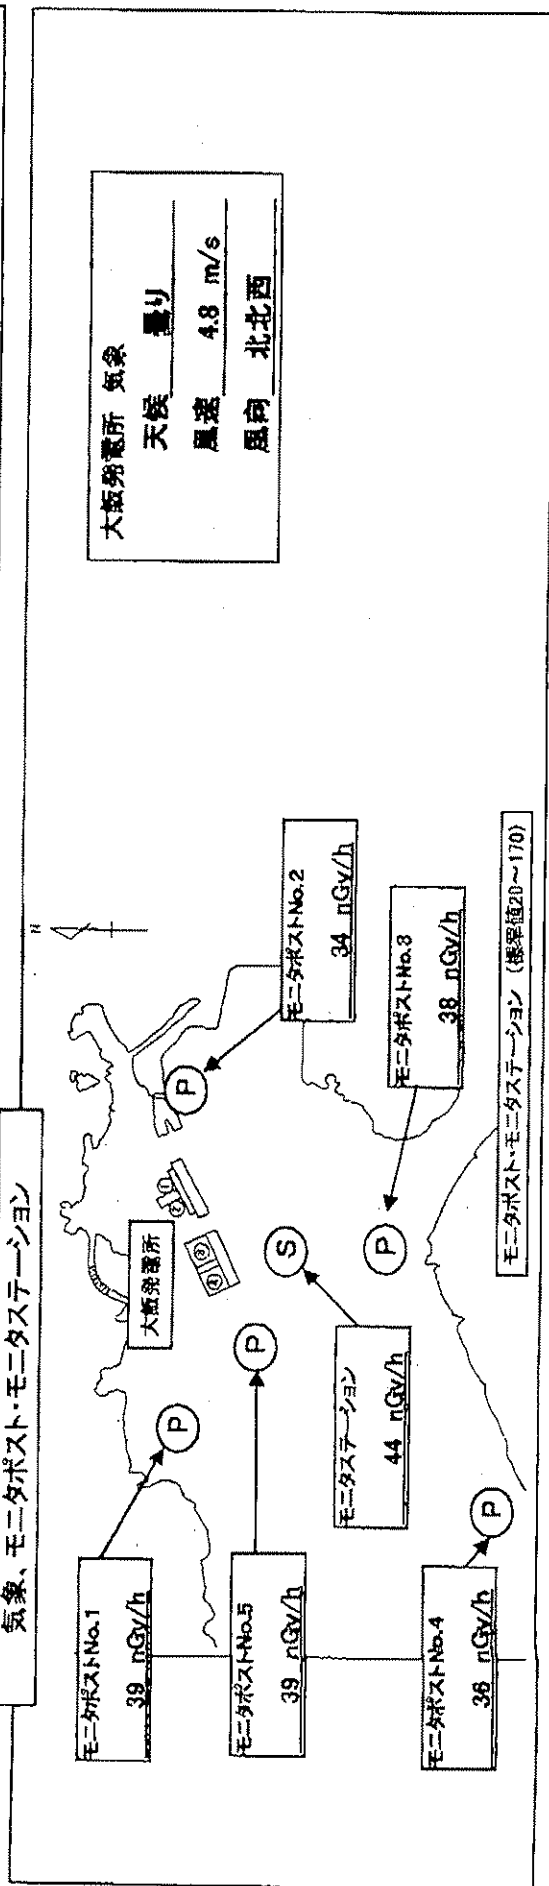 気象、モニタポスト・モニタステーション
大飯発電所 気象
天候 曇り
風速 4.8 m/s
風向 北北西
N
モニタポストNo.1
39 nGy/h
大飯発電所
①
②
③
④
P
P
モニタポストNo.2
34 nGy/h
モニタポストNo.5
39 nGy/h
P
S
モニタステーション
44 nGy/h
P
モニタポストNo.3
38 nGy/h
モニタポストNo.4
36 nGy/h
P
モニタポスト・モニタステーション (標準値20~170)